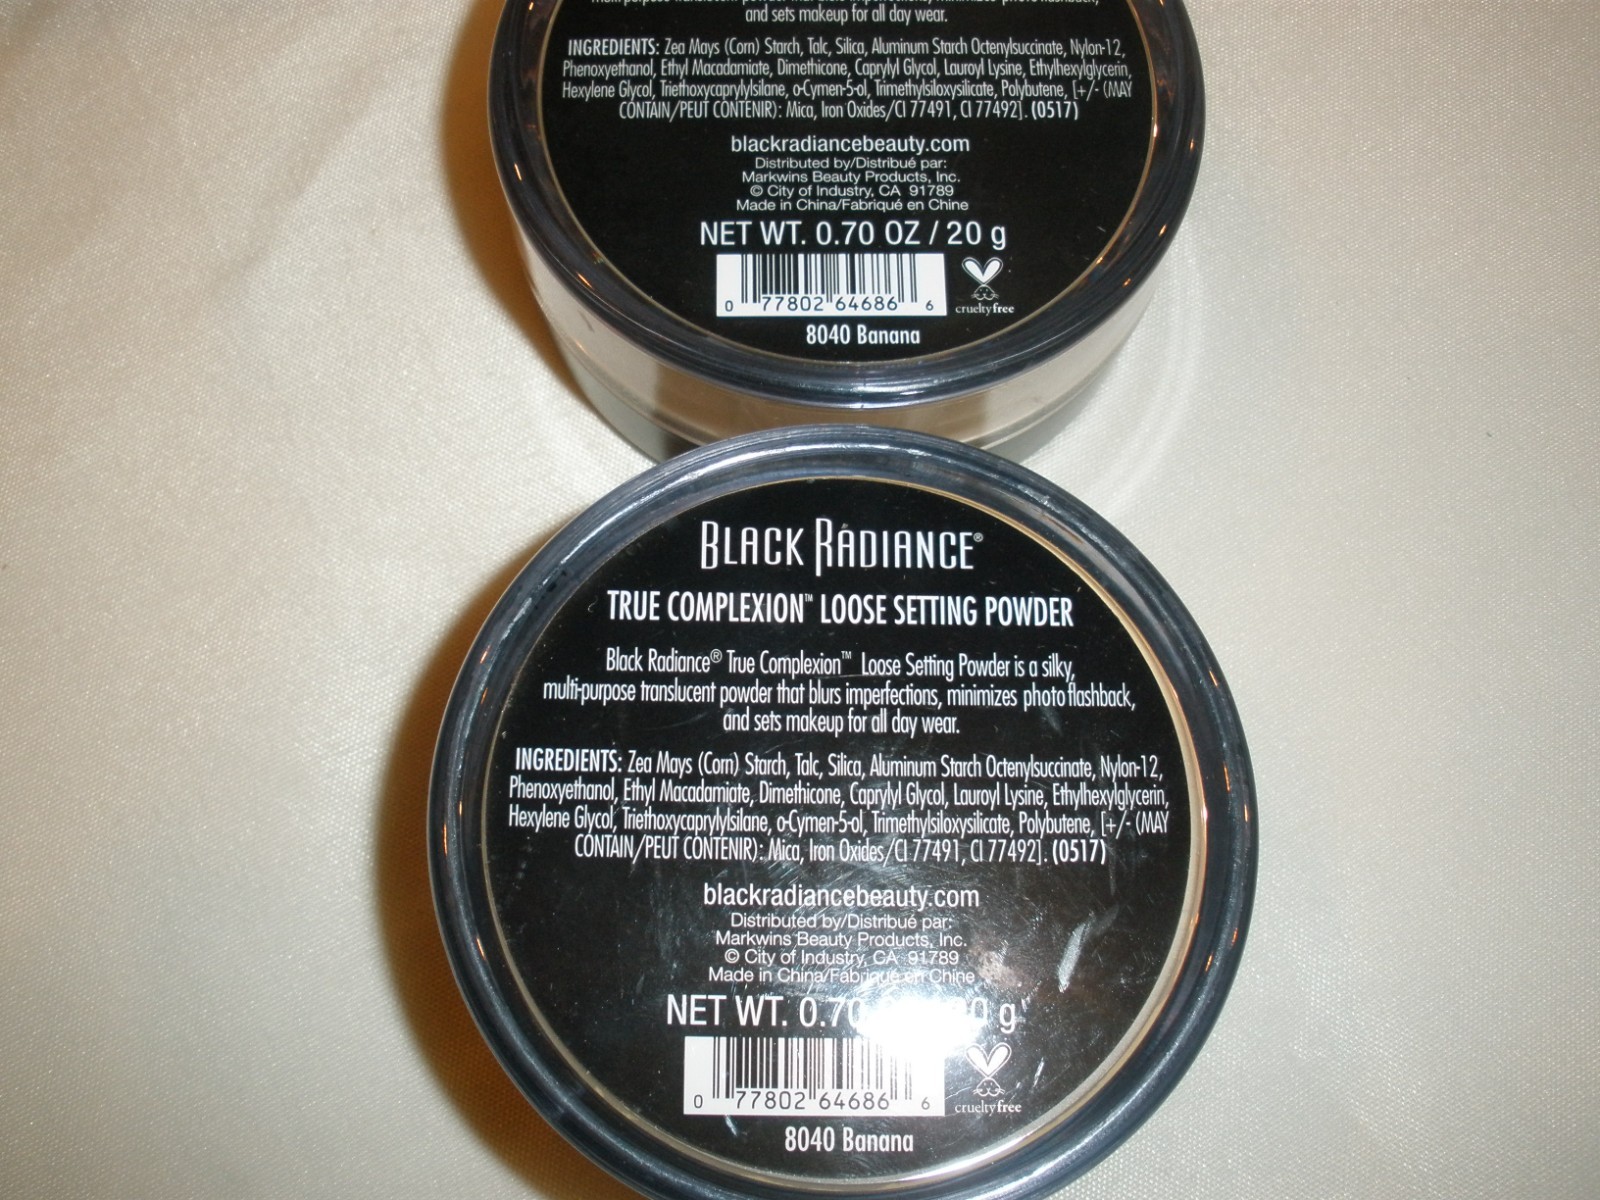 and sets makeup for all day wear.
INGREDIENTS: Zea Mays (Corn) Starch, Talc, Silica, Aluminum Starch Octenylsuccinate, Nylon-12,
Phenoxyethanol, Ethyl Macadamiate, Dimethicone, Caprylyl Glycol, Lauroyl Lysine, Ethylhexylglycerin,
Hexylene Glycol, Triethoxycaprylylsilane, o-Cymen-5-ol, Trimethylsiloxysilicate, Polybutene, [+/- (MAY
CONTAIN/PEUT CONTENIR): Mica, Iron Oxides/CI 77491, CI 77492]. (0517)
blackradiancebeauty.com
Distributed by/Distribué par:
Markwins Beauty Products, Inc.
© City of Industry, CA 91789
Made in China/Fabriqué en Chine
NET WT. 0.70 OZ / 20 g
0 77802 64686 6
crueltyfree
8040 Banana
BLACK RADIANCE®
TRUE COMPLEXION™ LOOSE SETTING POWDER
Black Radiance® True Complexion™ Loose Setting Powder is a silky,
multi-purpose translucent powder that blurs imperfections, minimizes photo flashback,
and sets makeup for all day wear.
INGREDIENTS: Zea Mays (Corn) Starch, Talc, Silica, Aluminum Starch Octenylsuccinate, Nylon-12,
Phenoxyethanol, Ethyl Macadamiate, Dimethicone, Caprylyl Glycol, Lauroyl Lysine, Ethylhexylglycerin,
Hexylene Glycol, Triethoxycaprylylsilane, o-Cymen-5-ol, Trimethylsiloxysilicate, Polybutene, [+/- (MAY
CONTAIN/PEUT CONTENIR): Mica, Iron Oxides/CI 77491, CI 77492]. (0517)
blackradiancebeauty.com
Distributed by/Distribué par:
Markwins Beauty Products, Inc.
© City of Industry, CA 91789
Made in China/Fabriqué en Chine
NET WT. 0.70 g
0 77802 64686 6
crueltyfree
8040 Banana